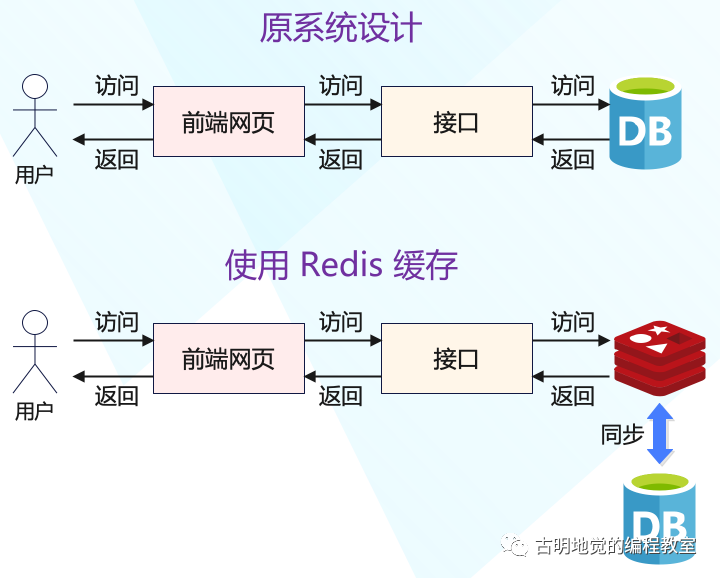 原系统设计
访问 访问 访问
用户 前端网页 接口 DB
返回 返回 返回
使用 Redis 缓存
访问 访问 访问
用户 前端网页 接口
返回 返回 返回
同步
DB
古明地觉的编程教室